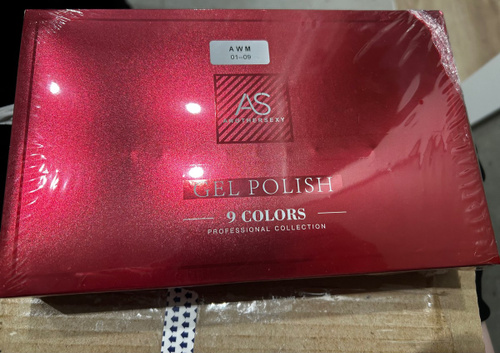 AWM
01-09
AS
ANOTHERSEXY
GEL POLISH
9 COLORS
PROFESSIONAL COLLECTION